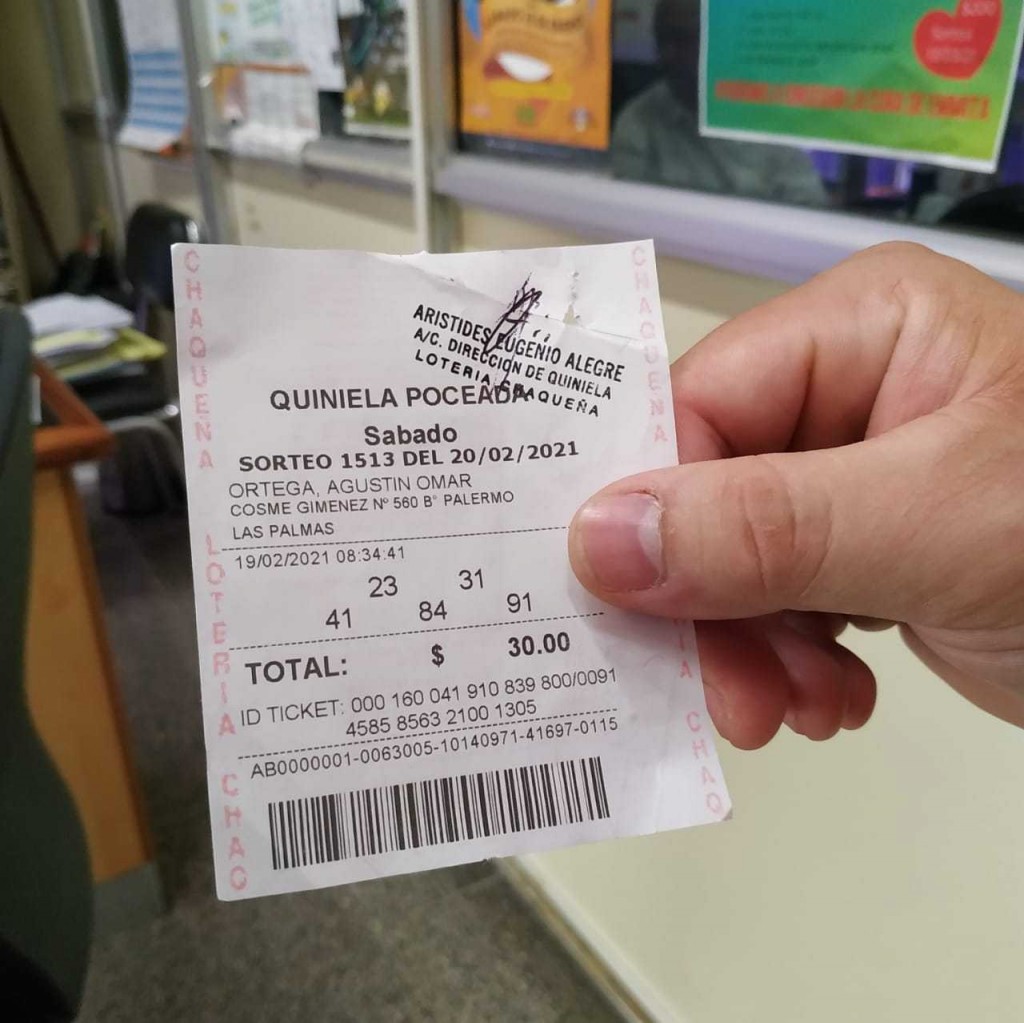 ARISTIDES EUGENIO ALEGRE
A/C. DIRECCION DE QUINIELA
LOTERIA CHAQUEÑA
QUINIELA POCEADA
Sabado
SORTEO 1513 DEL 20/02/2021
ORTEGA, AGUSTIN OMAR
COSME GIMENEZ Nº 560 B° PALERMO
LAS PALMAS
19/02/2021 08:34:41
23 31
41 84 91
TOTAL: $ 30.00
ID TICKET: 000 160 041 910 839 800/0091
4585 8563 2100 1305
AB0000001-0063005-10140971-41697-0115
CHAQUEÑA LOTERIA CHAQ
CHAQUEÑA
IA CHAQ
$200